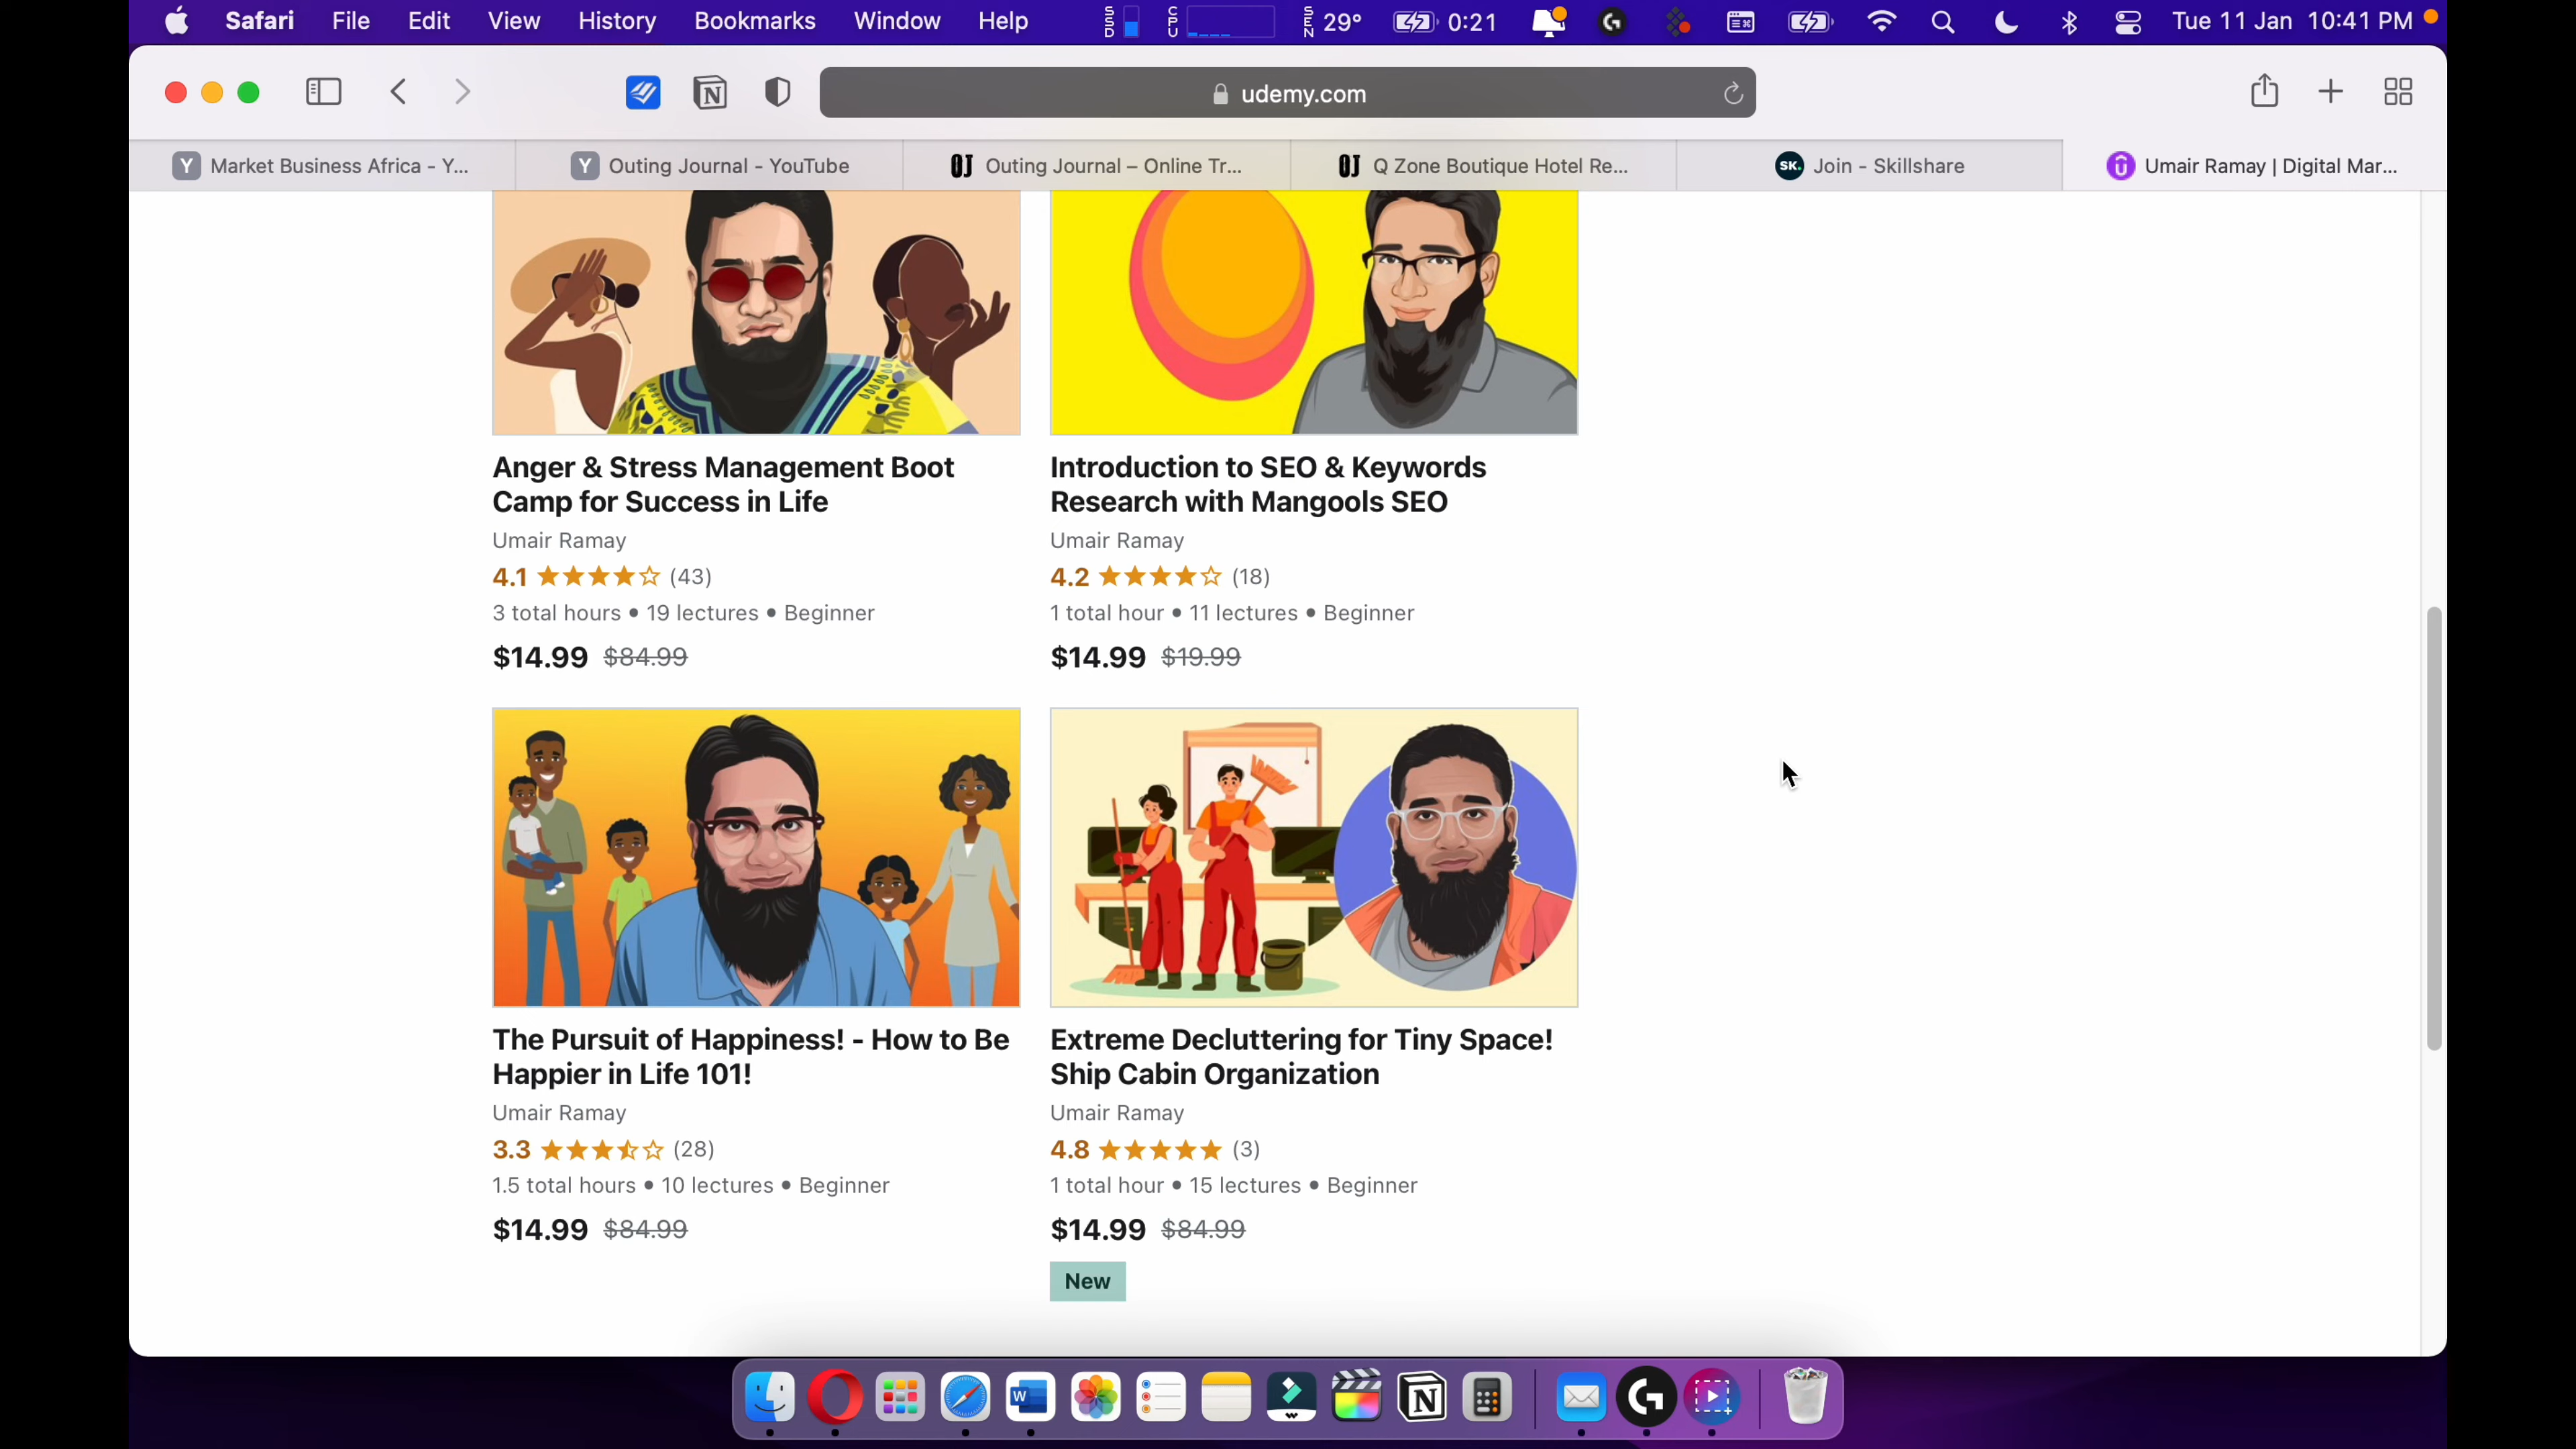 Safari File Edit View History Bookmarks Window Help SSD CPU SEN 29° 0:21 Tue 11 Jan 10:41 PM
udemy.com
Market Business Africa - Y... Outing Journal - YouTube Outing Journal – Online Tr... Q Zone Boutique Hotel Re... SK. Join - Skillshare Umair Ramay | Digital Mar...
Anger & Stress Management Boot
Camp for Success in Life
Umair Ramay
4.1 (43)
3 total hours • 19 lectures • Beginner
$14.99 $84.99
Introduction to SEO & Keywords
Research with Mangools SEO
Umair Ramay
4.2 (18)
1 total hour • 11 lectures • Beginner
$14.99 $19.99
The Pursuit of Happiness! - How to Be
Happier in Life 101!
Umair Ramay
3.3 (28)
1.5 total hours • 10 lectures • Beginner
$14.99 $84.99
Extreme Decluttering for Tiny Space!
Ship Cabin Organization
Umair Ramay
4.8 (3)
1 total hour • 15 lectures • Beginner
$14.99 $84.99
New